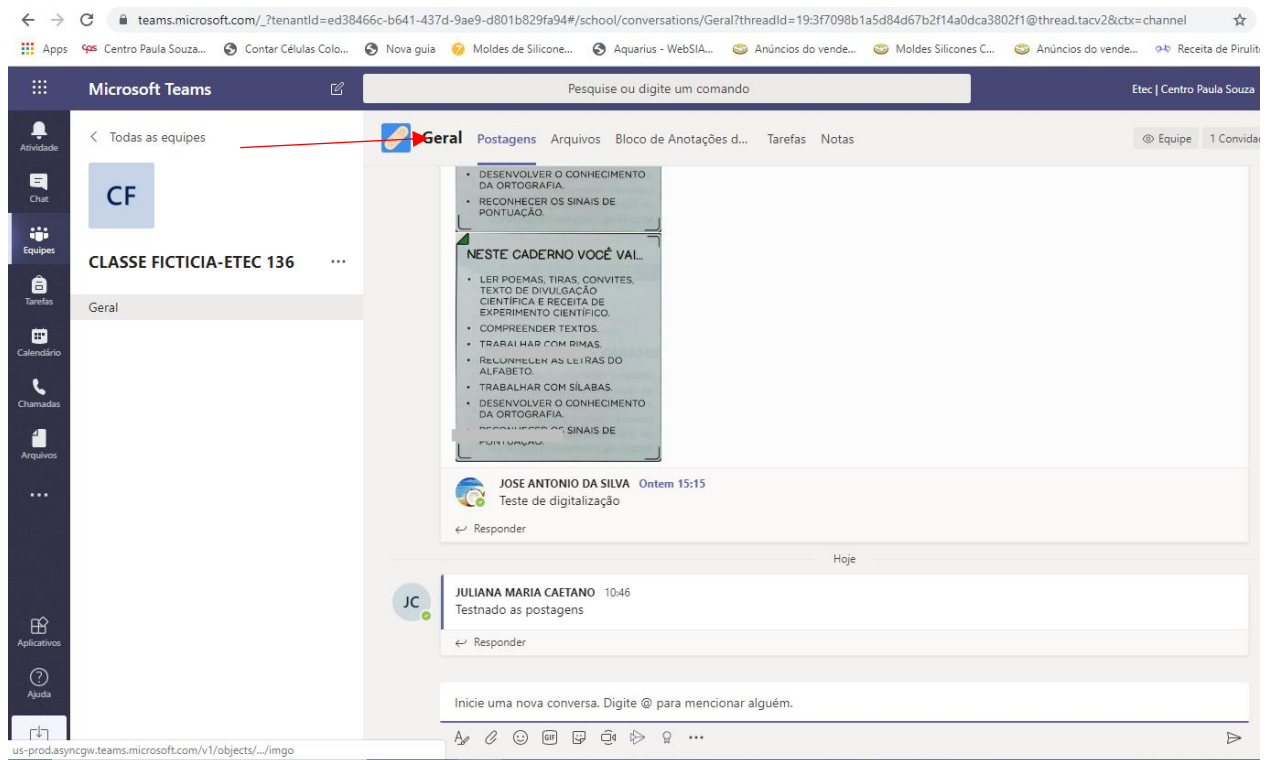 teams.microsoft.com/_?tenantId=ed38466c-b641-437d-9ae9-d801b829fa94#/school/conversations/Geral?threadId=19:3f7098b1a5d84d67b2f14a0dca3802f1@thread.tacv2&ctx=channel
Apps CPS Centro Paula Souza... Contar Células Colo... Nova guia Moldes de Silicone... Aquarius - WebSIA... Anúncios do vende... Moldes Silicones C... Anúncios do vende... Receita de Pirulit
Microsoft Teams
Pesquise ou digite um comando
Etec | Centro Paula Souza
Atividade
Chat
Equipes
Tarefas
Calendário
Chamadas
Arquivos
Aplicativos
Ajuda
Todas as equipes
CF
CLASSE FICTICIA-ETEC 136 ...
Geral
Geral Postagens Arquivos Bloco de Anotações d... Tarefas Notas
Equipe 1 Convida
• DESENVOLVER O CONHECIMENTO
DA ORTOGRAFIA.
• RECONHECER OS SINAIS DE
PONTUAÇÃO.
NESTE CADERNO VOCÊ VAI...
• LER POEMAS, TIRAS, CONVITES,
TEXTO DE DIVULGAÇÃO
CIENTÍFICA E RECEITA DE
EXPERIMENTO CIENTÍFICO.
• COMPREENDER TEXTOS.
• TRABALHAR COM RIMAS.
• RECONHECER AS LETRAS DO
ALFABETO.
• TRABALHAR COM SÍLABAS.
• DESENVOLVER O CONHECIMENTO
DA ORTOGRAFIA.
• RECONHECER OS SINAIS DE
PONTUAÇÃO.
JOSE ANTONIO DA SILVA Ontem 15:15
Teste de digitalização
Responder
Hoje
JC
JULIANA MARIA CAETANO 10:46
Testnado as postagens
Responder
Inicie uma nova conversa. Digite @ para mencionar alguém.
GIF
us-prod.asyncgw.teams.microsoft.com/v1/objects/.../imgo